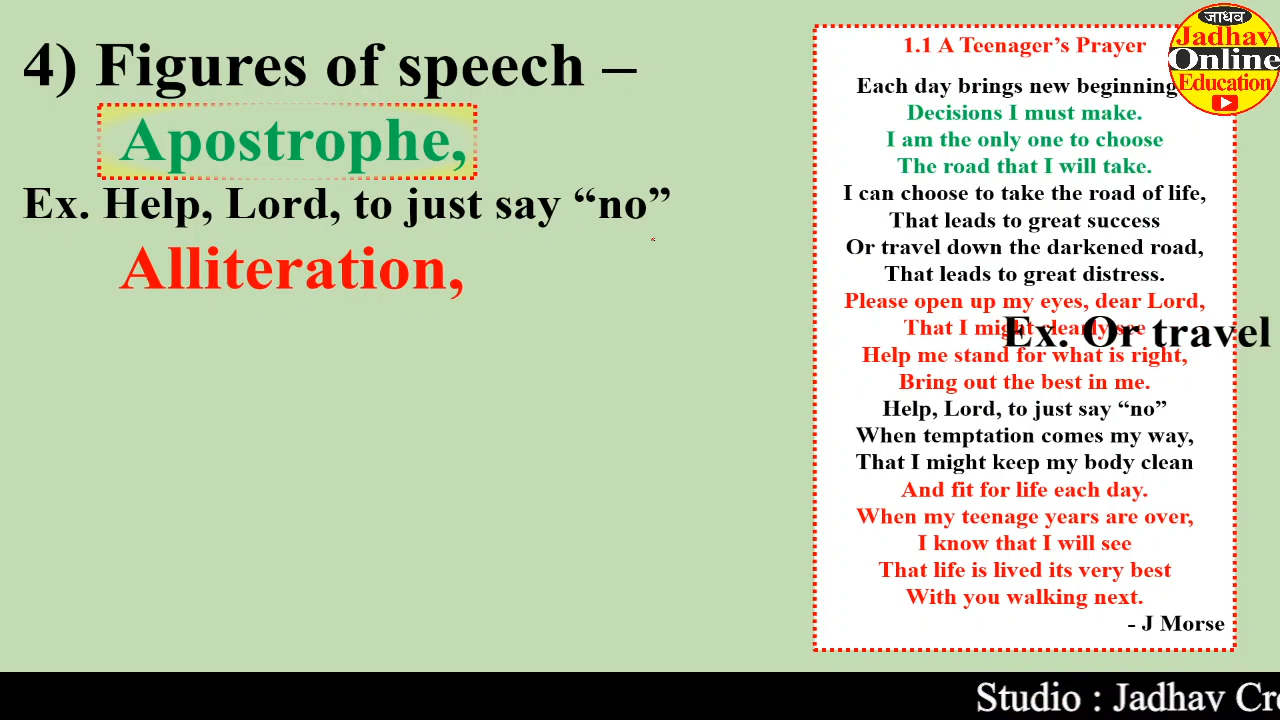 4) Figures of speech –
Apostrophe,
Ex. Help, Lord, to just say “no”
Alliteration,
1.1 A Teenager’s Prayer
Each day brings new beginning
Decisions I must make.
I am the only one to choose
The road that I will take.
I can choose to take the road of life,
That leads to great success
Or travel down the darkened road,
That leads to great distress.
Please open up my eyes, dear Lord,
That I might clearly see
Ex. Or travel
Help me stand for what is right,
Bring out the best in me.
Help, Lord, to just say “no”
When temptation comes my way,
That I might keep my body clean
And fit for life each day.
When my teenage years are over,
I know that I will see
That life is lived its very best
With you walking next.
- J Morse
जाधव
Jadhav
Online
Education
Studio : Jadhav Cre